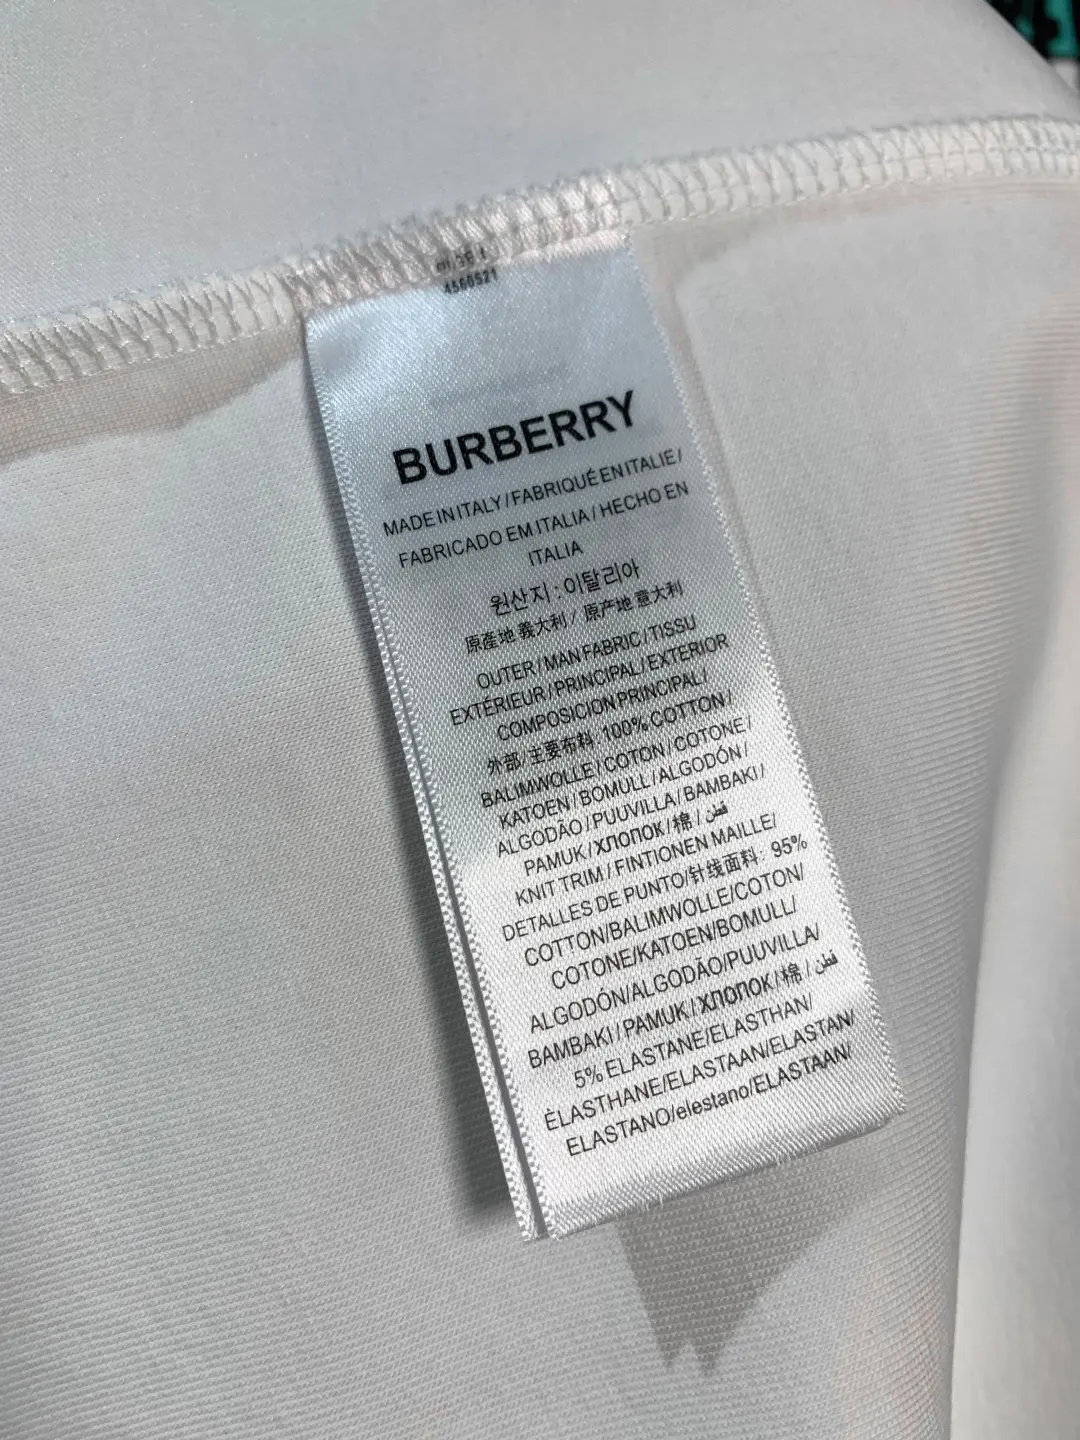 4560521
BURBERRY
MADE IN ITALY / FABRIQUÉ EN ITALIE /
FABRICADO EM ITALIA / HECHO EN
ITALIA
원산지 : 이탈리아
原產地 義大利 / 原产地 意大利
OUTER / MAN FABRIC / TISSU
EXTÉRIEUR / PRINCIPAL / EXTERIOR
COMPOSICION PRINCIPAL /
外部 / 主要布料: 100% COTTON /
BALIMWOLLE / COTON / COTONE /
KATOEN / BOMULL / ALGODÓN /
ALGODÃO / PUUVILLA / BAMBAKI /
PAMUK / ХЛОПОК / 棉 / قطن
KNIT TRIM / FINTIONEN MAILLE /
DETALLES DE PUNTO/针线面料: 95%
COTTON/BALIMWOLLE/COTON/
COTONE/KATOEN/BOMULL/
ALGODÓN/ALGODÃO/PUUVILLA/
BAMBAKI / PAMUK / ХЛОПОК / 棉 / قطن
5% ELASTANE/ELASTHAN/
ÉLASTHANE/ELASTAAN/ELASTAN/
ELASTANO/elestano/ELASTAAN/